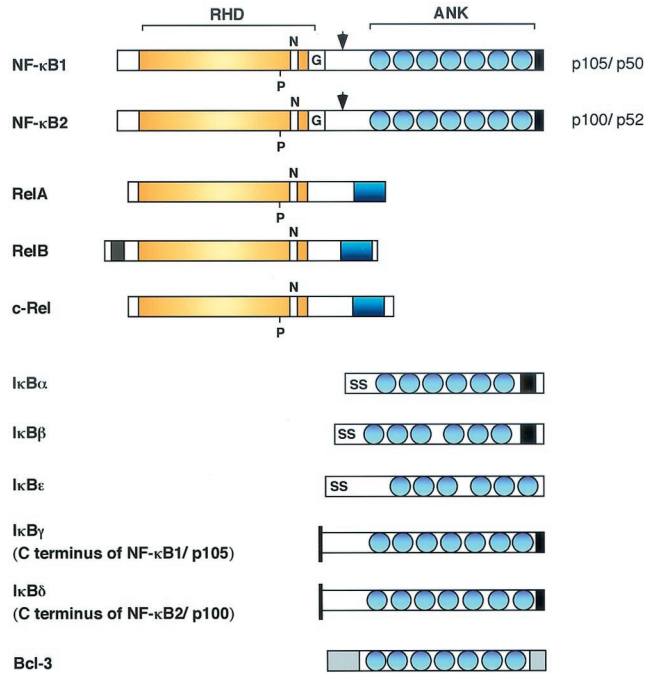 RHD ANK
N
NF-κB1 G p105/ p50
P
N
NF-κB2 G p100/ p52
P
N
RelA
P
N
RelB
N
c-Rel
P
IκBα SS
IκBβ SS
IκBε SS
IκBγ
(C terminus of NF-κB1/ p105)
IκBδ
(C terminus of NF-κB2/ p100)
Bcl-3